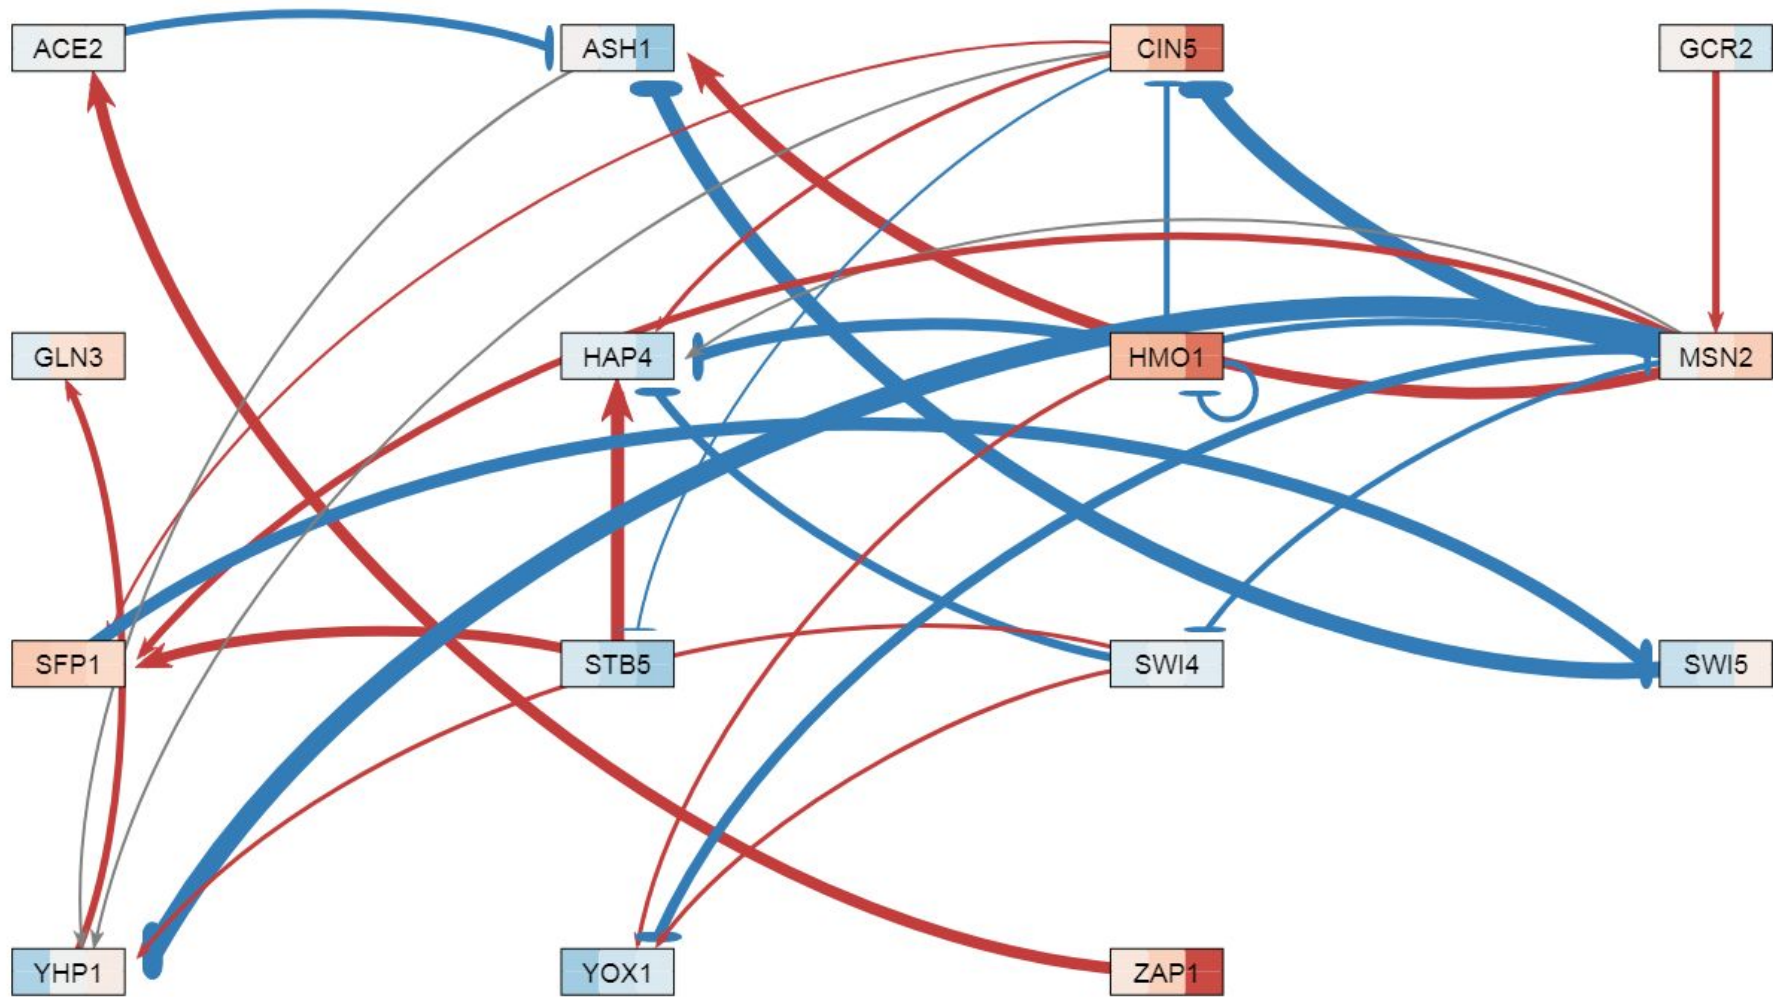 ACE2
ASH1
CIN5
GCR2
GLN3
HAP4
HMO1
MSN2
SFP1
STB5
SWI4
SWI5
YHP1
YOX1
ZAP1